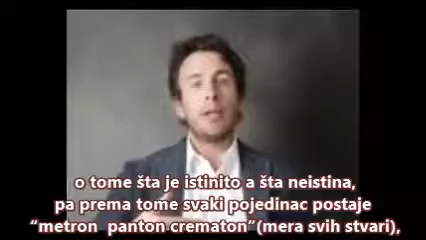 o tome šta je istinito a šta neistina,
pa prema tome svaki pojedinac postaje
“metron panton crematon”(mera svih stvari),